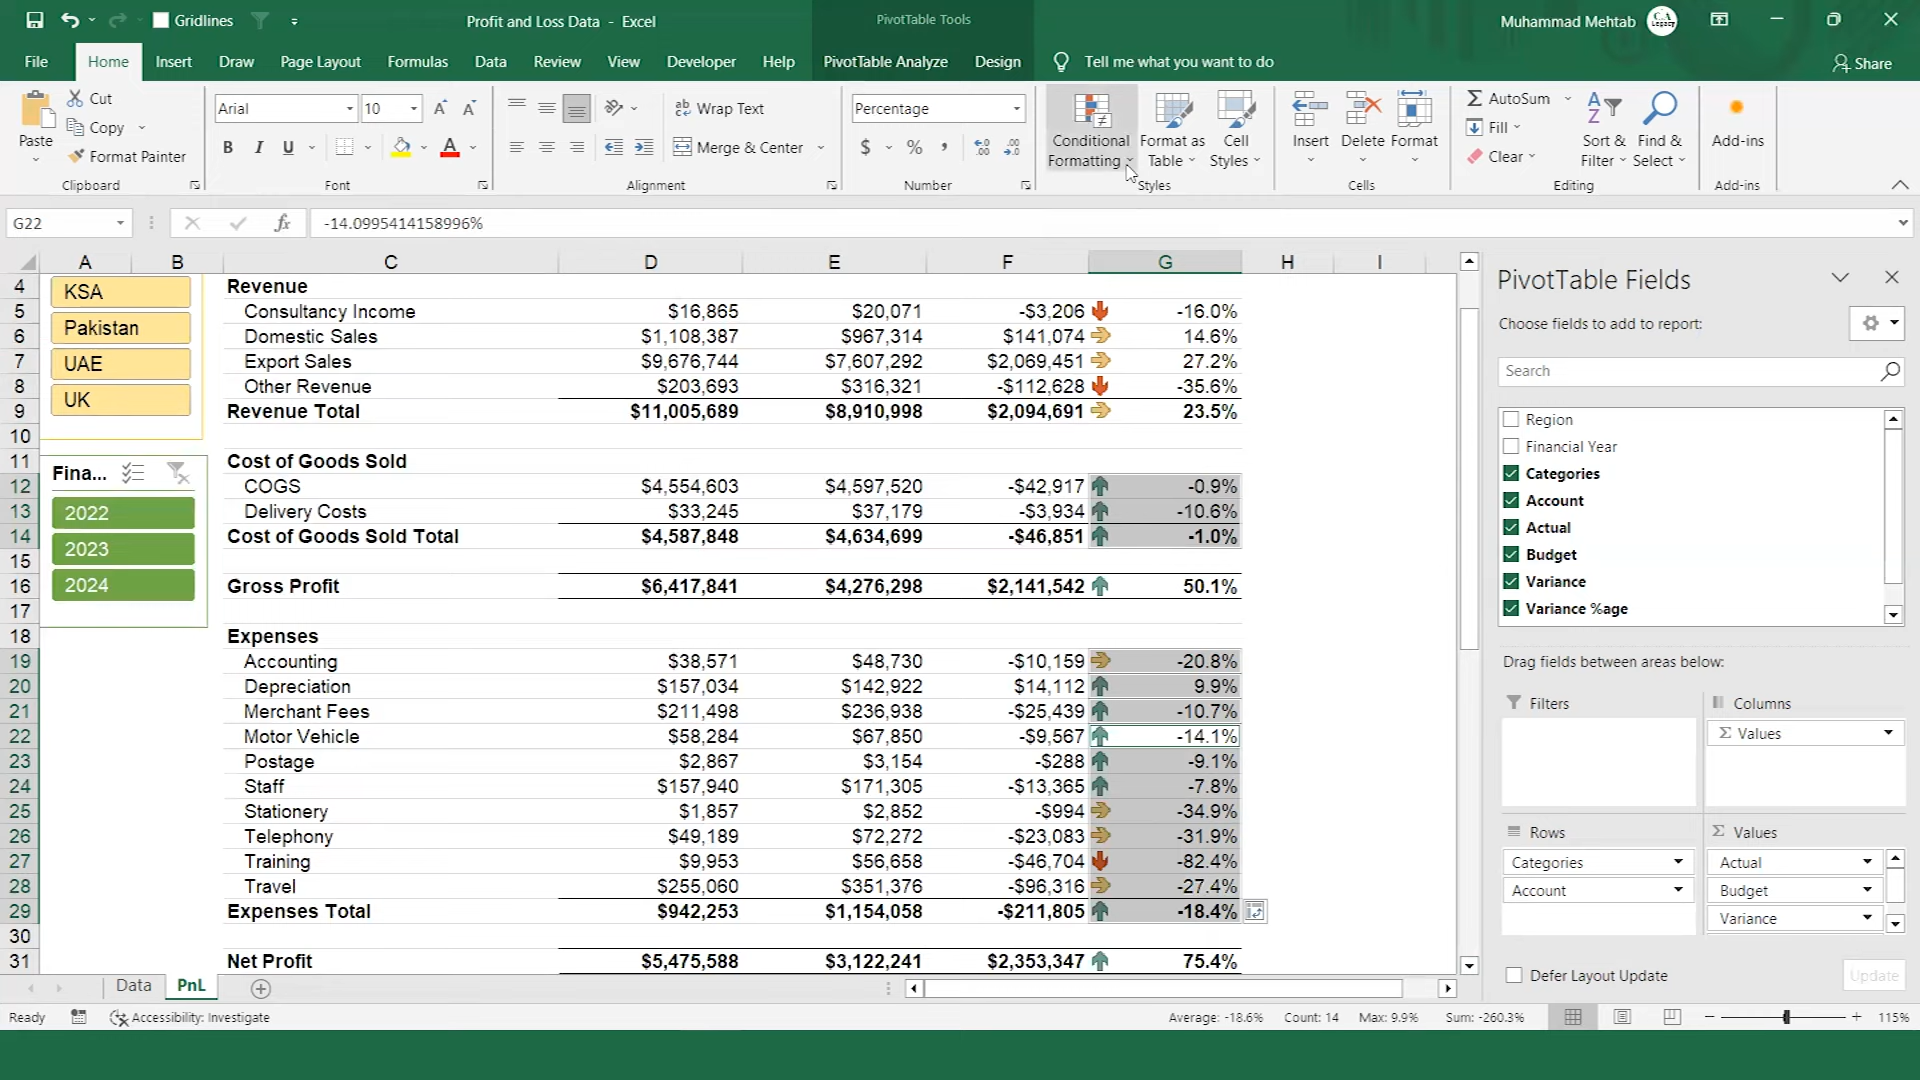 Gridlines
Profit and Loss Data - Excel
PivotTable Tools
Muhammad Mehtab
CA
Legacy
File Home Insert Draw Page Layout Formulas Data Review View Developer Help PivotTable Analyze Design Tell me what you want to do Share
Paste
Cut
Copy
Format Painter
Clipboard
Arial 10
B I U
Font
Wrap Text
Merge & Center
Alignment
Percentage
$ % ,
Number
Conditional Formatting
Format as Table
Cell Styles
Styles
Insert Delete Format
Cells
AutoSum
Fill
Clear
Sort & Filter
Find & Select
Editing
Add-ins
Add-ins
G22 fx -14.0995414158996%
A B C D E F G H I
4 Revenue
5 Consultancy Income $16,865 $20,071 -$3,206 -16.0%
6 Domestic Sales $1,108,387 $967,314 $141,074 14.6%
7 Export Sales $9,676,744 $7,607,292 $2,069,451 27.2%
8 Other Revenue $203,693 $316,321 -$112,628 -35.6%
9 Revenue Total $11,005,689 $8,910,998 $2,094,691 23.5%
10
11 Cost of Goods Sold
12 COGS $4,554,603 $4,597,520 -$42,917 -0.9%
13 Delivery Costs $33,245 $37,179 -$3,934 -10.6%
14 Cost of Goods Sold Total $4,587,848 $4,634,699 -$46,851 -1.0%
15
16 Gross Profit $6,417,841 $4,276,298 $2,141,542 50.1%
17
18 Expenses
19 Accounting $38,571 $48,730 -$10,159 -20.8%
20 Depreciation $157,034 $142,922 $14,112 9.9%
21 Merchant Fees $211,498 $236,938 -$25,439 -10.7%
22 Motor Vehicle $58,284 $67,850 -$9,567 -14.1%
23 Postage $2,867 $3,154 -$288 -9.1%
24 Staff $157,940 $171,305 -$13,365 -7.8%
25 Stationery $1,857 $2,852 -$994 -34.9%
26 Telephony $49,189 $72,272 -$23,083 -31.9%
27 Training $9,953 $56,658 -$46,704 -82.4%
28 Travel $255,060 $351,376 -$96,316 -27.4%
29 Expenses Total $942,253 $1,154,058 -$211,805 -18.4%
30
31 Net Profit $5,475,588 $3,122,241 $2,353,347 75.4%
KSA
Pakistan
UAE
UK
Fina...
2022
2023
2024
PivotTable Fields
Choose fields to add to report:
Search
Region
Financial Year
Categories
Account
Actual
Budget
Variance
Variance %age
Drag fields between areas below:
Filters
Columns
Σ Values
Rows
Categories
Account
Σ Values
Actual
Budget
Variance
Defer Layout Update
Update
Data PnL
Ready
Accessibility: Investigate
Average: -18.6% Count: 14 Max: 9.9% Sum: -260.3%
115%